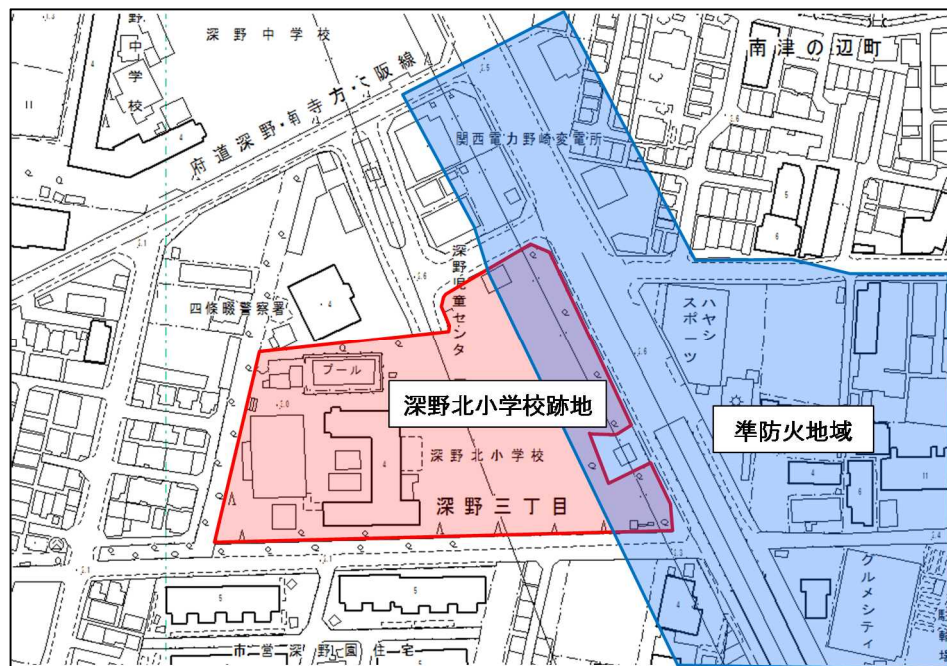 深野中学校
野中学校
南津の辺町
府道深野・南寺方大阪線
関西電力野崎変電所
深野児童センタ
四條畷警察署
ハヤシスポーツ
プール
深野北小学校跡地
準防火地域
深野北小学校
深野三丁目
グルメシティ
市営深野園住宅